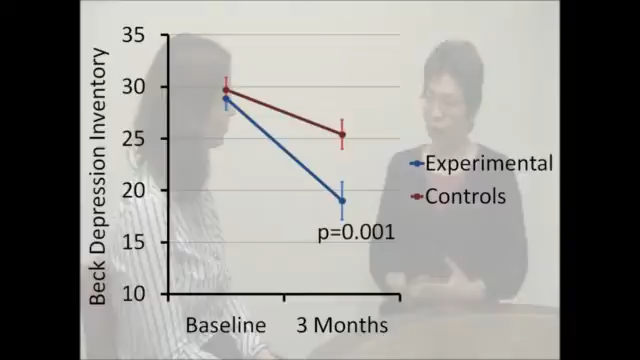 Beck Depression Inventory
35
30
25
20
15
10
Experimental
Controls
p=0.001
Baseline
3 Months